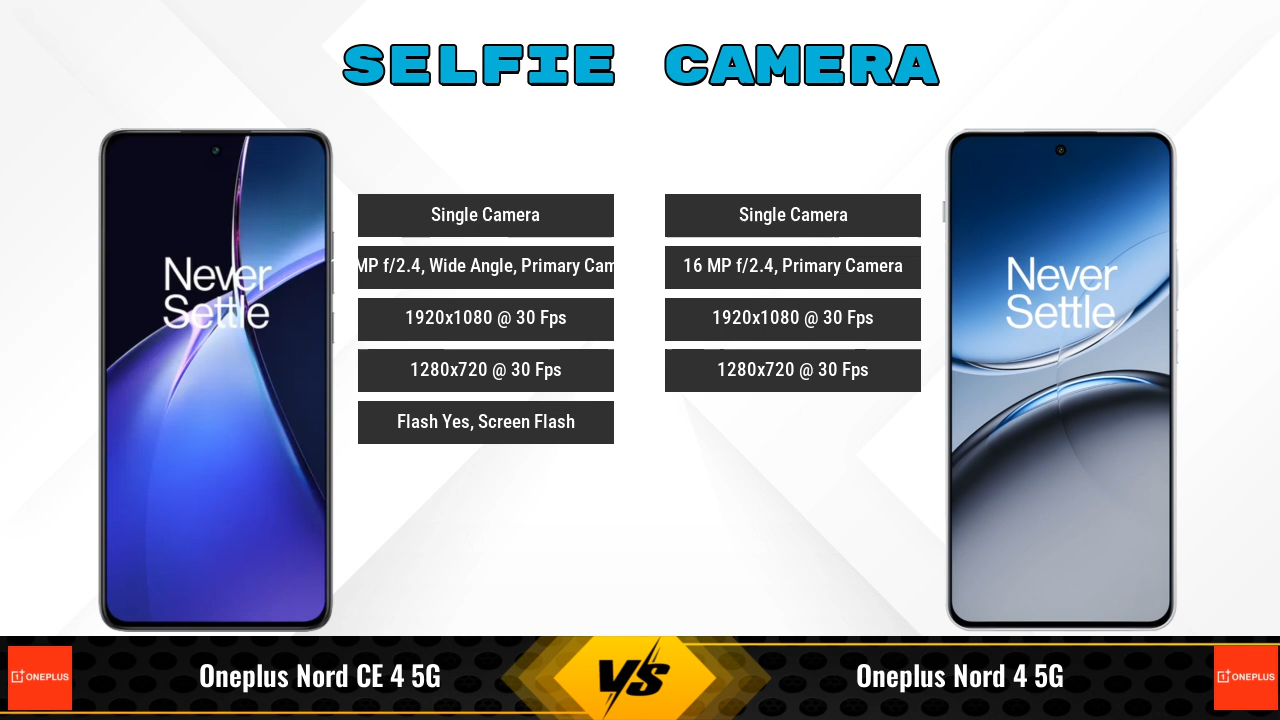 SELFIE CAMERA
Never
Settle
Single Camera
MP f/2.4, Wide Angle, Primary Cam
1920x1080 @ 30 Fps
1280x720 @ 30 Fps
Flash Yes, Screen Flash
Single Camera
16 MP f/2.4, Primary Camera
1920x1080 @ 30 Fps
1280x720 @ 30 Fps
Never
Settle
1+ ONEPLUS
Oneplus Nord CE 4 5G
VS
Oneplus Nord 4 5G
1+ ONEPLUS